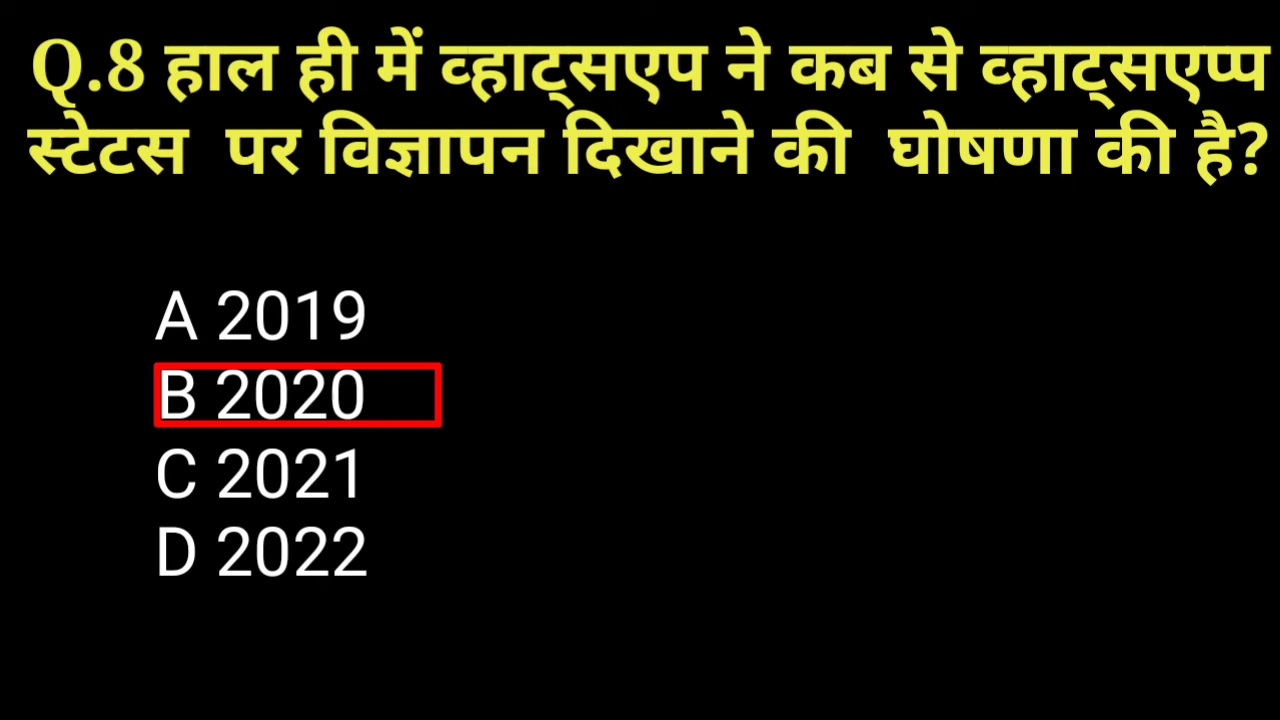 Q.8 हाल ही में व्हाट्सएप ने कब से व्हाट्सएप्प
स्टेटस पर विज्ञापन दिखाने की घोषणा की है?
A 2019
B 2020
C 2021
D 2022